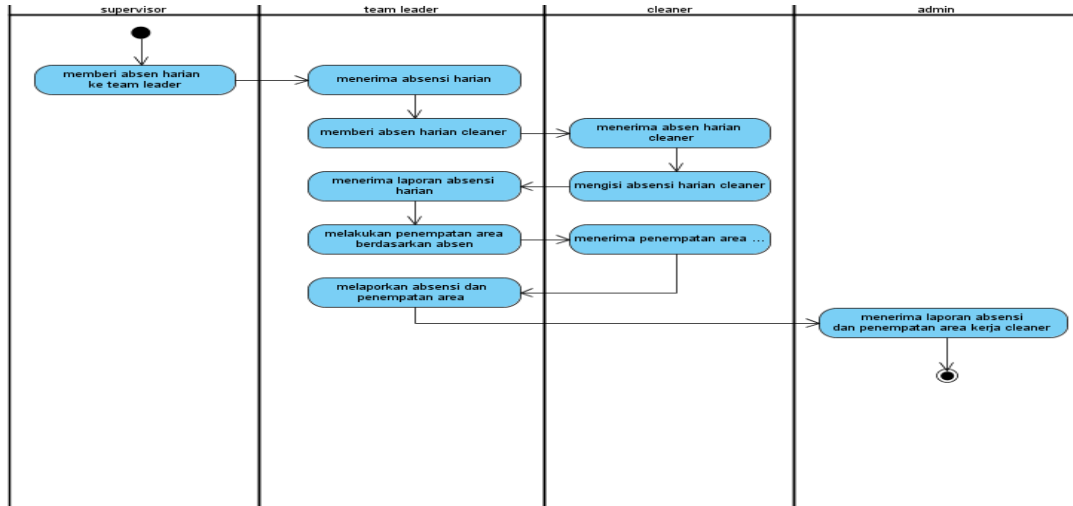 supervisor
team leader
cleaner
admin
memberi absen harian
ke team leader
menerima absensi harian
memberi absen harian cleaner
menerima absen harian
cleaner
menerima laporan absensi
harian
mengisi absensi harian cleaner
melakukan penempatan area
berdasarkan absen
menerima penempatan area ...
melaporkan absensi dan
penempatan area
menerima laporan absensi
dan penempatan area kerja cleaner